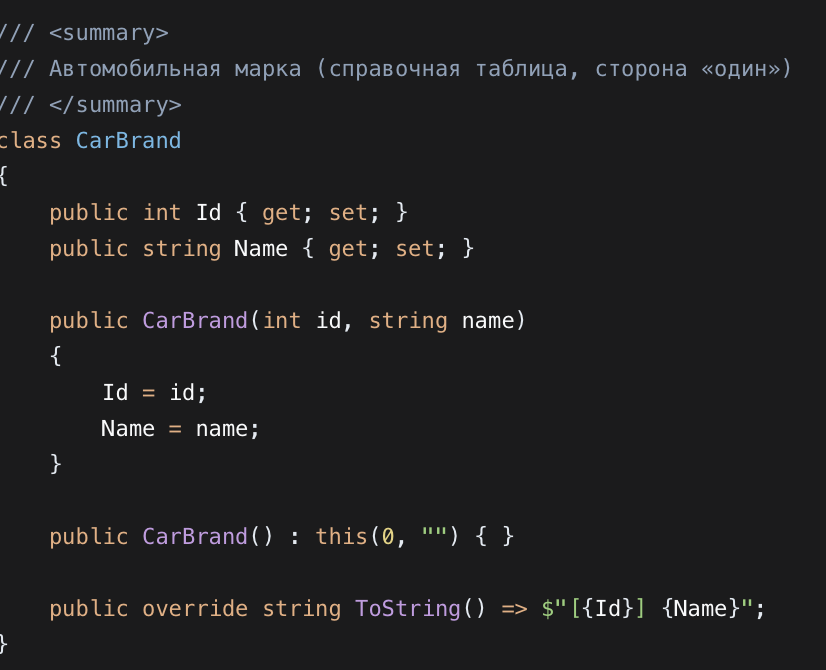 /// <summary>
/// Автомобильная марка (справочная таблица, сторона «один»)
/// </summary>
class CarBrand
{
    public int Id { get; set; }
    public string Name { get; set; }

    public CarBrand(int id, string name)
    {
        Id = id;
        Name = name;
    }

    public CarBrand() : this(0, "") { }

    public override string ToString() => $"[{Id}] {Name}";
}